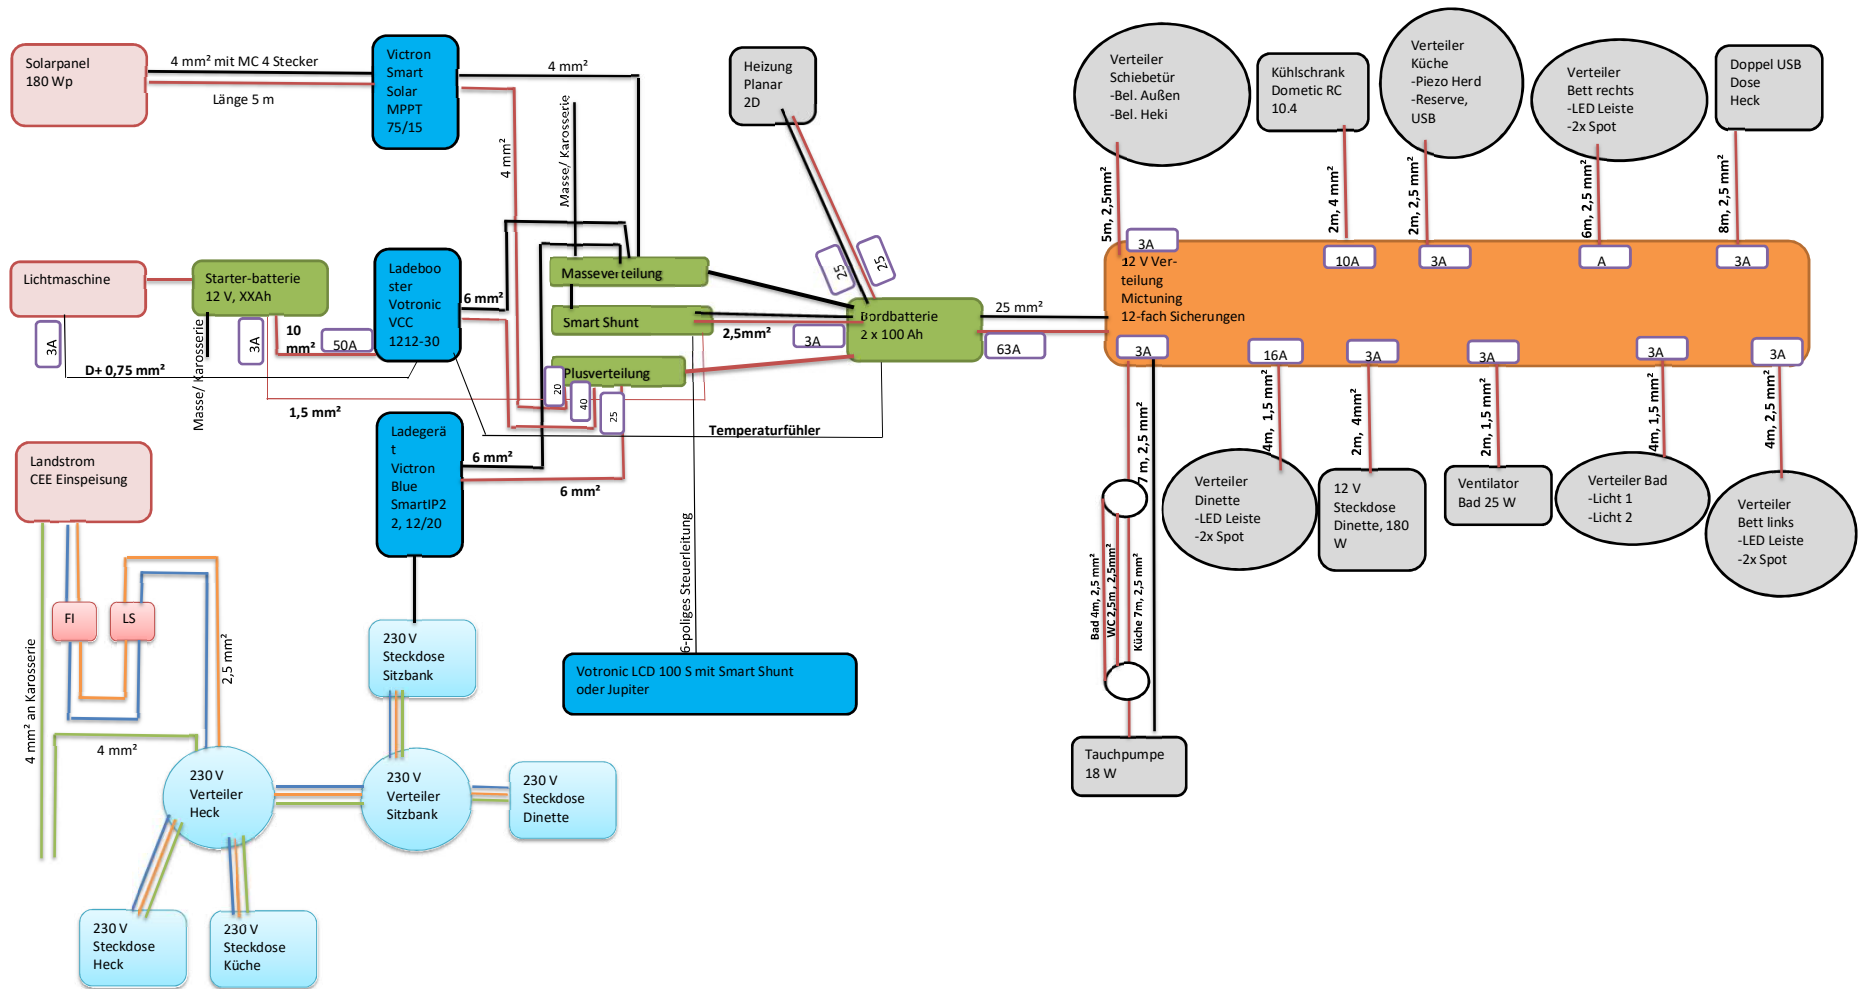 Solarpanel
180 Wp
4 mm² mit MC 4 Stecker
Länge 5 m
Victron
Smart
Solar
MPPT
75/15
4 mm²
4 mm²
Masse/ Karosserie
Heizung
Planar
2D
25
25
Lichtmaschine
3A
D+ 0,75 mm²
Starter-batterie
12 V, XXAh
Masse/ Karosserie
3A
10
mm²
50A
1,5 mm²
Ladeboo
ster
Votronic
VCC
1212-30
6 mm²
Masseverteilung
Smart Shunt
2,5mm²
3A
Plusverteilung
20
40
25
Temperaturfühler
Bordbatterie
2 x 100 Ah
25 mm²
63A
Ladegerä
t
Victron
Blue
SmartIP2
2, 12/20
6 mm²
6 mm²
6-poliges Steuerleitung
Votronic LCD 100 S mit Smart Shunt
oder Jupiter
Landstrom
CEE Einspeisung
FI
LS
2,5 mm²
4 mm² an Karosserie
4 mm²
230 V
Steckdose
Sitzbank
230 V
Verteiler
Heck
230 V
Verteiler
Sitzbank
230 V
Steckdose
Dinette
230 V
Steckdose
Heck
230 V
Steckdose
Küche
Verteiler
Schiebetür
-Bel. Außen
-Bel. Heki
5m, 2,5mm²
3A
Kühlschrank
Dometic RC
10.4
2m, 4 mm²
10A
Verteiler
Küche
-Piezo Herd
-Reserve,
USB
2m, 2,5 mm²
3A
Verteiler
Bett rechts
-LED Leiste
-2x Spot
6m, 2,5 mm²
A
Doppel USB
Dose
Heck
8m, 2,5 mm²
3A
12 V Ver-
teilung
Mictuning
12-fach Sicherungen
3A
16A
3A
3A
3A
3A
7 m, 2,5 mm²
Bad 4m, 2,5 mm²
WC 2,5m , 2,5mm²
Küche 7m, 2,5 mm²
Tauchpumpe
18 W
4m, 1,5 mm²
Verteiler
Dinette
-LED Leiste
-2x Spot
2m, 4mm²
12 V
Steckdose
Dinette, 180
W
2m, 1,5 mm²
Ventilator
Bad 25 W
4m, 1,5 mm²
Verteiler Bad
-Licht 1
-Licht 2
4m, 2,5 mm²
Verteiler
Bett links
-LED Leiste
-2x Spot